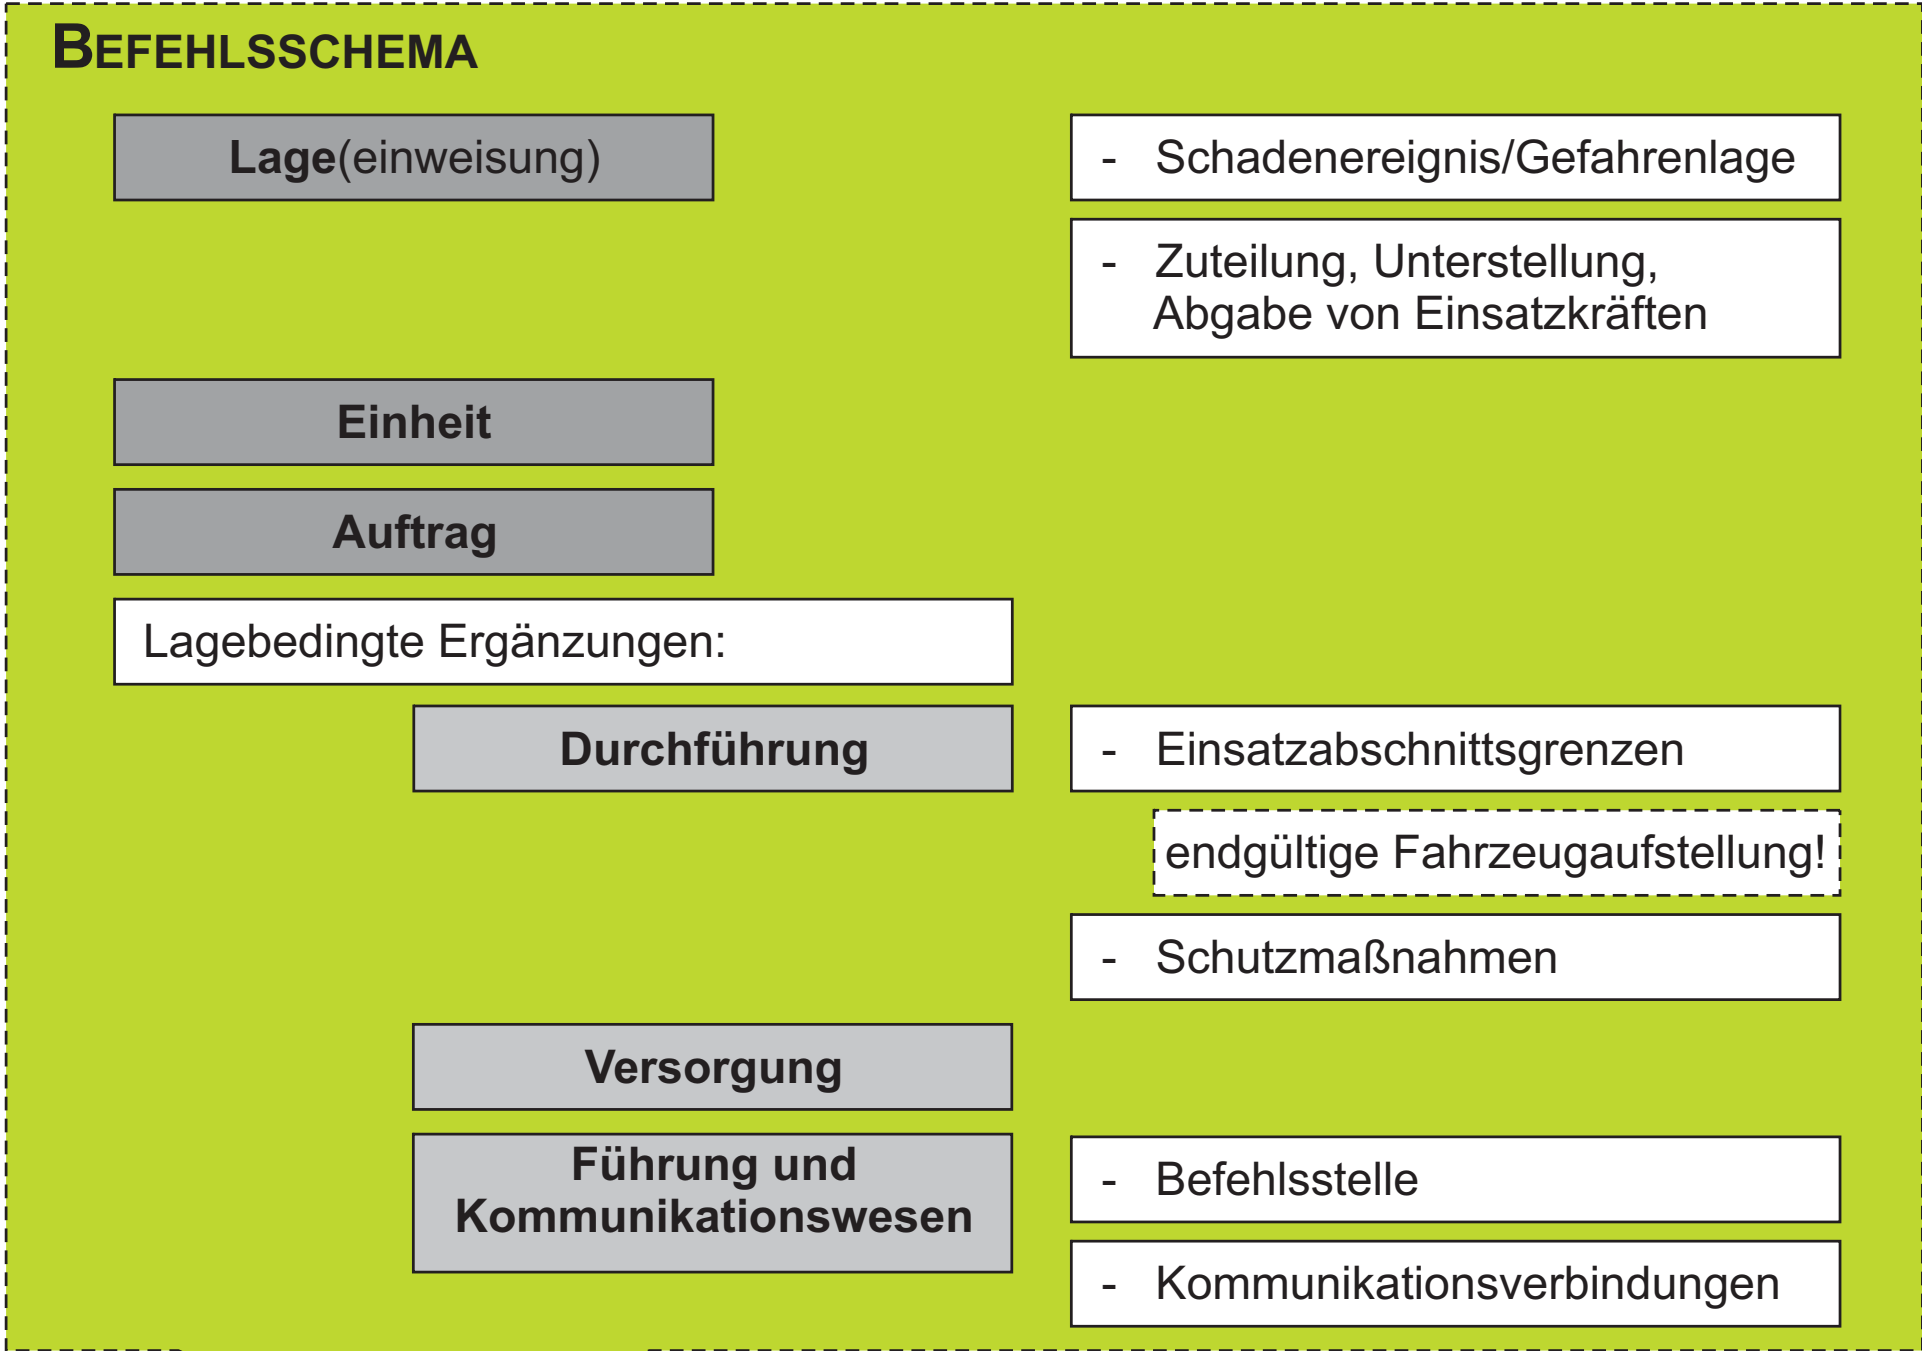 BEFEHLSSCHEMA
Lage(einweisung)
- Schadenereignis/Gefahrenlage
- Zuteilung, Unterstellung,
Abgabe von Einsatzkräften
Einheit
Auftrag
Lagebedingte Ergänzungen:
Durchführung
- Einsatzabschnittsgrenzen
endgültige Fahrzeugaufstellung!
- Schutzmaßnahmen
Versorgung
Führung und
Kommunikationswesen
- Befehlsstelle
- Kommunikationsverbindungen